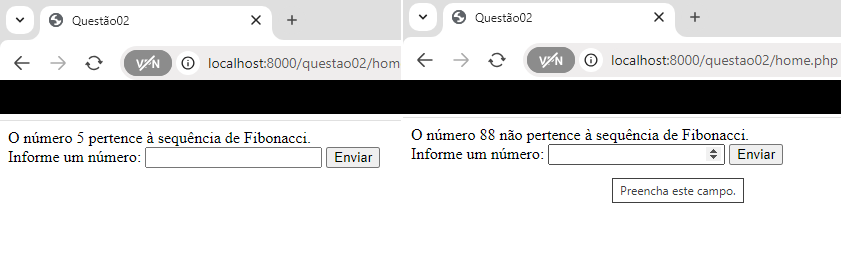 Questão02
VPN
localhost:8000/questao02/hom
O número 5 pertence à sequência de Fibonacci.
Informe um número:
Enviar
Questão02
VPN
localhost:8000/questao02/home.php
O número 88 não pertence à sequência de Fibonacci.
Informe um número:
Enviar
Preencha este campo.